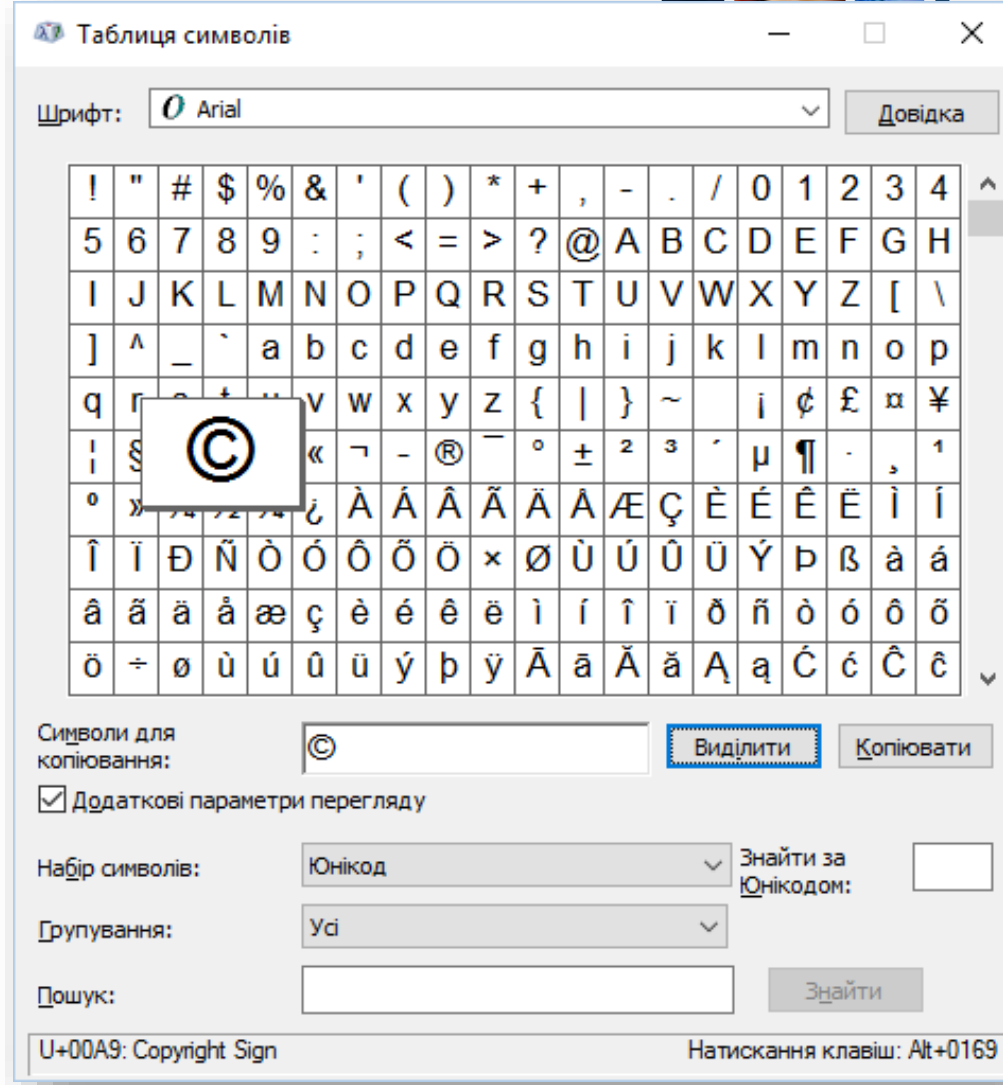 Таблиця символів
Шрифт: Arial Довідка
! " # $ % & ' ( ) * + , - . / 0 1 2 3 4
5 6 7 8 9 : ; < = > ? @ A B C D E F G H
I J K L M N O P Q R S T U V W X Y Z [ \
] ^ _ ` a b c d e f g h i j k l m n o p
q v w x y z { | } ~ ¡ ¢ £ ¤ ¥
¦ § © « ¬ - ® ¯ ° ± ² ³ ´ µ ¶ · ¸ ¹
º » ¿ À Á Â Ã Ä Å Æ Ç È É Ê Ë Ì Í
Î Ï Ð Ñ Ò Ó Ô Õ Ö × Ø Ù Ú Û Ü Ý Þ ß à á
â ã ä å æ ç è é ê ë ì í î ï ð ñ ò ó ô õ
ö ÷ ø ù ú û ü ý þ ÿ Ā ā Ă ă Ą ą Ć ć Ĉ ĉ
Символи для
копіювання:
© Виділити Копіювати
Додаткові параметри перегляду
Набір символів: Юнікод
Знайти за
Юнікодом:
Групування: Усі
Пошук: Знайти
U+00A9: Copyright Sign Натискання клавіш: Alt+0169